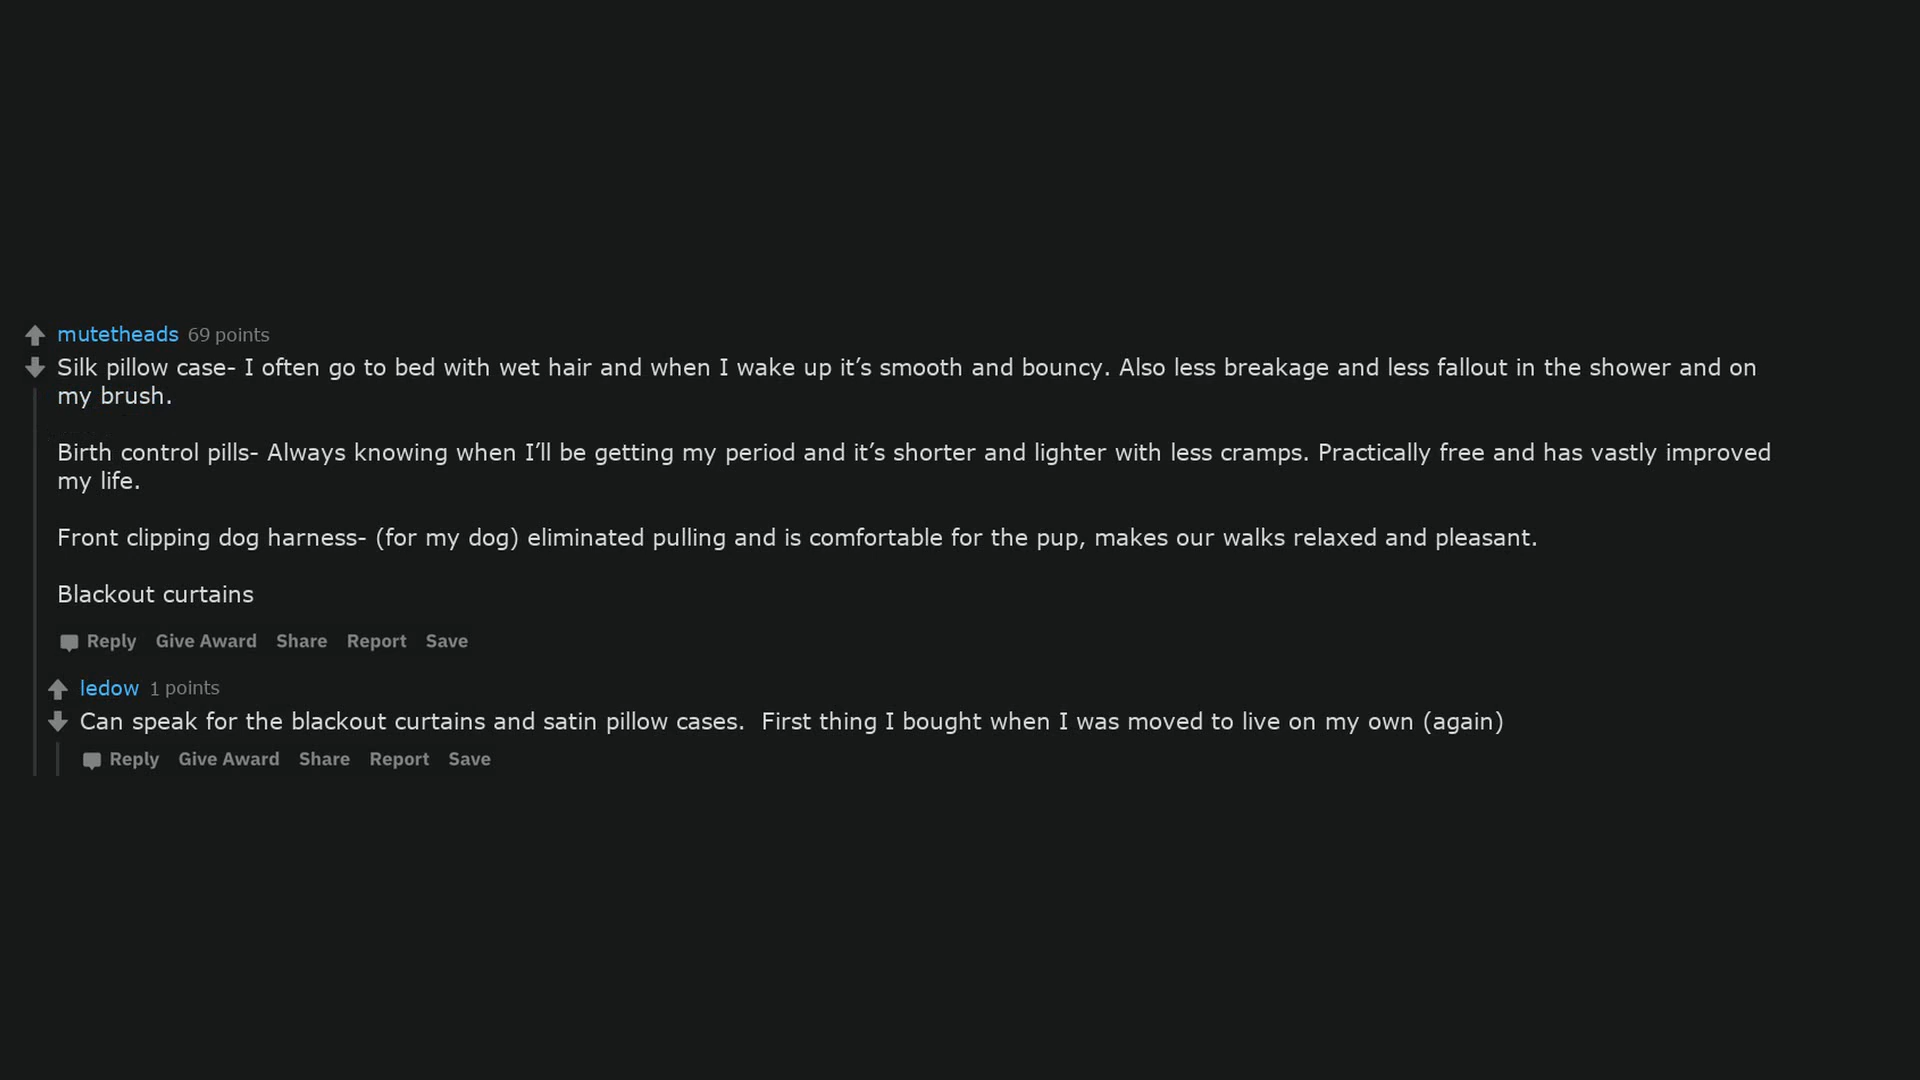 mutetheads 69 points
Silk pillow case- I often go to bed with wet hair and when I wake up it’s smooth and bouncy. Also less breakage and less fallout in the shower and on
my brush.
Birth control pills- Always knowing when I’ll be getting my period and it’s shorter and lighter with less cramps. Practically free and has vastly improved
my life.
Front clipping dog harness- (for my dog) eliminated pulling and is comfortable for the pup, makes our walks relaxed and pleasant.
Blackout curtains
Reply Give Award Share Report Save
ledow 1 points
Can speak for the blackout curtains and satin pillow cases.  First thing I bought when I was moved to live on my own (again)
Reply Give Award Share Report Save